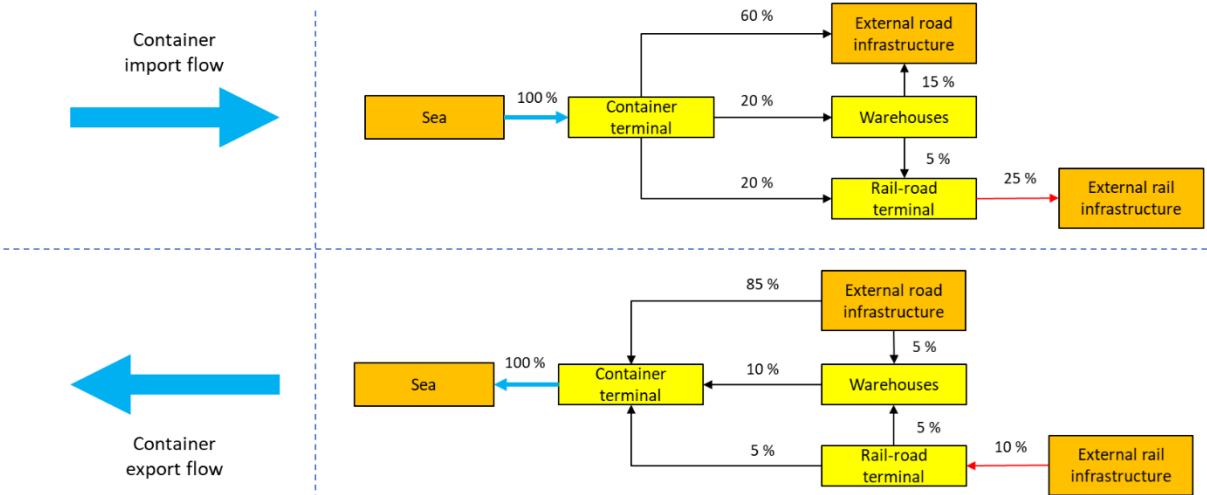 Container
import flow
60 %
External road
infrastructure
15 %
Sea
100 %
Container
terminal
20 %
Warehouses
5 %
20 %
Rail-road
terminal
25 %
External rail
infrastructure
Container
export flow
85 %
External road
infrastructure
5 %
Sea
100 %
Container
terminal
10 %
Warehouses
5 %
5 %
Rail-road
terminal
10 %
External rail
infrastructure